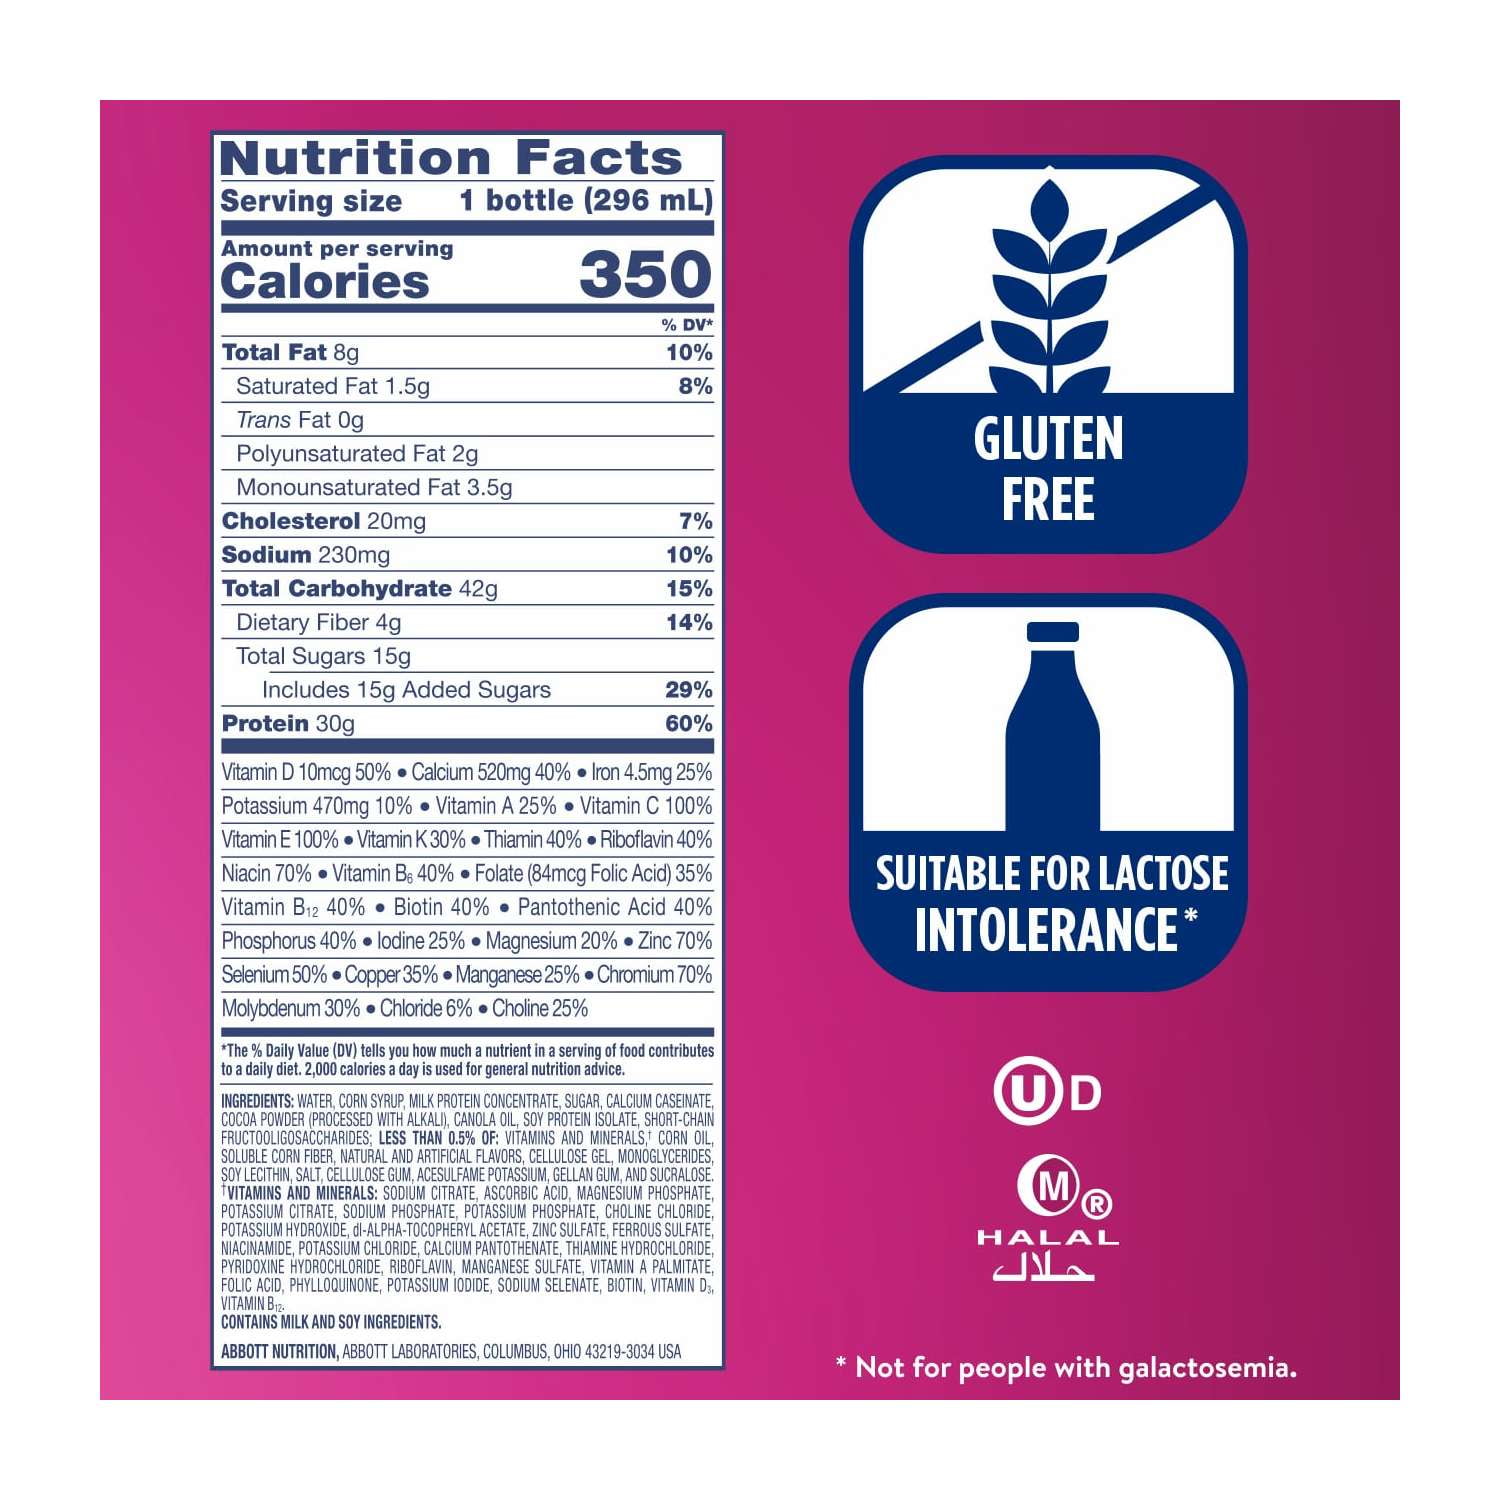 Nutrition Facts
Serving size 1 bottle (296 mL)
Amount per serving
Calories 350
% DV*
Total Fat 8g 10%
Saturated Fat 1.5g 8%
Trans Fat 0g
Polyunsaturated Fat 2g
Monounsaturated Fat 3.5g
Cholesterol 20mg 7%
Sodium 230mg 10%
Total Carbohydrate 42g 15%
Dietary Fiber 4g 14%
Total Sugars 15g
Includes 15g Added Sugars 29%
Protein 30g 60%
Vitamin D 10mcg 50% • Calcium 520mg 40% • Iron 4.5mg 25%
Potassium 470mg 10% • Vitamin A 25% • Vitamin C 100%
Vitamin E 100% • Vitamin K 30% • Thiamin 40% • Riboflavin 40%
Niacin 70% • Vitamin B₆ 40% • Folate (84mcg Folic Acid) 35%
Vitamin B₁₂ 40% • Biotin 40% • Pantothenic Acid 40%
Phosphorus 40% • Iodine 25% • Magnesium 20% • Zinc 70%
Selenium 50% • Copper 35% • Manganese 25% • Chromium 70%
Molybdenum 30% • Chloride 6% • Choline 25%
*The % Daily Value (DV) tells you how much a nutrient in a serving of food contributes
to a daily diet. 2,000 calories a day is used for general nutrition advice.
INGREDIENTS: WATER, CORN SYRUP, MILK PROTEIN CONCENTRATE, SUGAR, CALCIUM CASEINATE,
COCOA POWDER (PROCESSED WITH ALKALI), CANOLA OIL, SOY PROTEIN ISOLATE, SHORT-CHAIN
FRUCTOOLIGOSACCHARIDES; LESS THAN 0.5% OF: VITAMINS AND MINERALS,† CORN OIL,
SOLUBLE CORN FIBER, NATURAL AND ARTIFICIAL FLAVORS, CELLULOSE GEL, MONOGLYCERIDES,
SOY LECITHIN, SALT, CELLULOSE GUM, ACESULFAME POTASSIUM, GELLAN GUM, AND SUCRALOSE.
†VITAMINS AND MINERALS: SODIUM CITRATE, ASCORBIC ACID, MAGNESIUM PHOSPHATE,
POTASSIUM CITRATE, SODIUM PHOSPHATE, POTASSIUM PHOSPHATE, CHOLINE CHLORIDE,
POTASSIUM HYDROXIDE, dl-ALPHA-TOCOPHERYL ACETATE, ZINC SULFATE, FERROUS SULFATE,
NIACINAMIDE, POTASSIUM CHLORIDE, CALCIUM PANTOTHENATE, THIAMINE HYDROCHLORIDE,
PYRIDOXINE HYDROCHLORIDE, RIBOFLAVIN, MANGANESE SULFATE, VITAMIN A PALMITATE,
FOLIC ACID, PHYLLOQUINONE, POTASSIUM IODIDE, SODIUM SELENATE, BIOTIN, VITAMIN D₃,
VITAMIN B₁₂.
CONTAINS MILK AND SOY INGREDIENTS.
ABBOTT NUTRITION, ABBOTT LABORATORIES, COLUMBUS, OHIO 43219-3034 USA
GLUTEN
FREE
SUITABLE FOR LACTOSE
INTOLERANCE*
U D
M ®
HALAL
حلال
* Not for people with galactosemia.